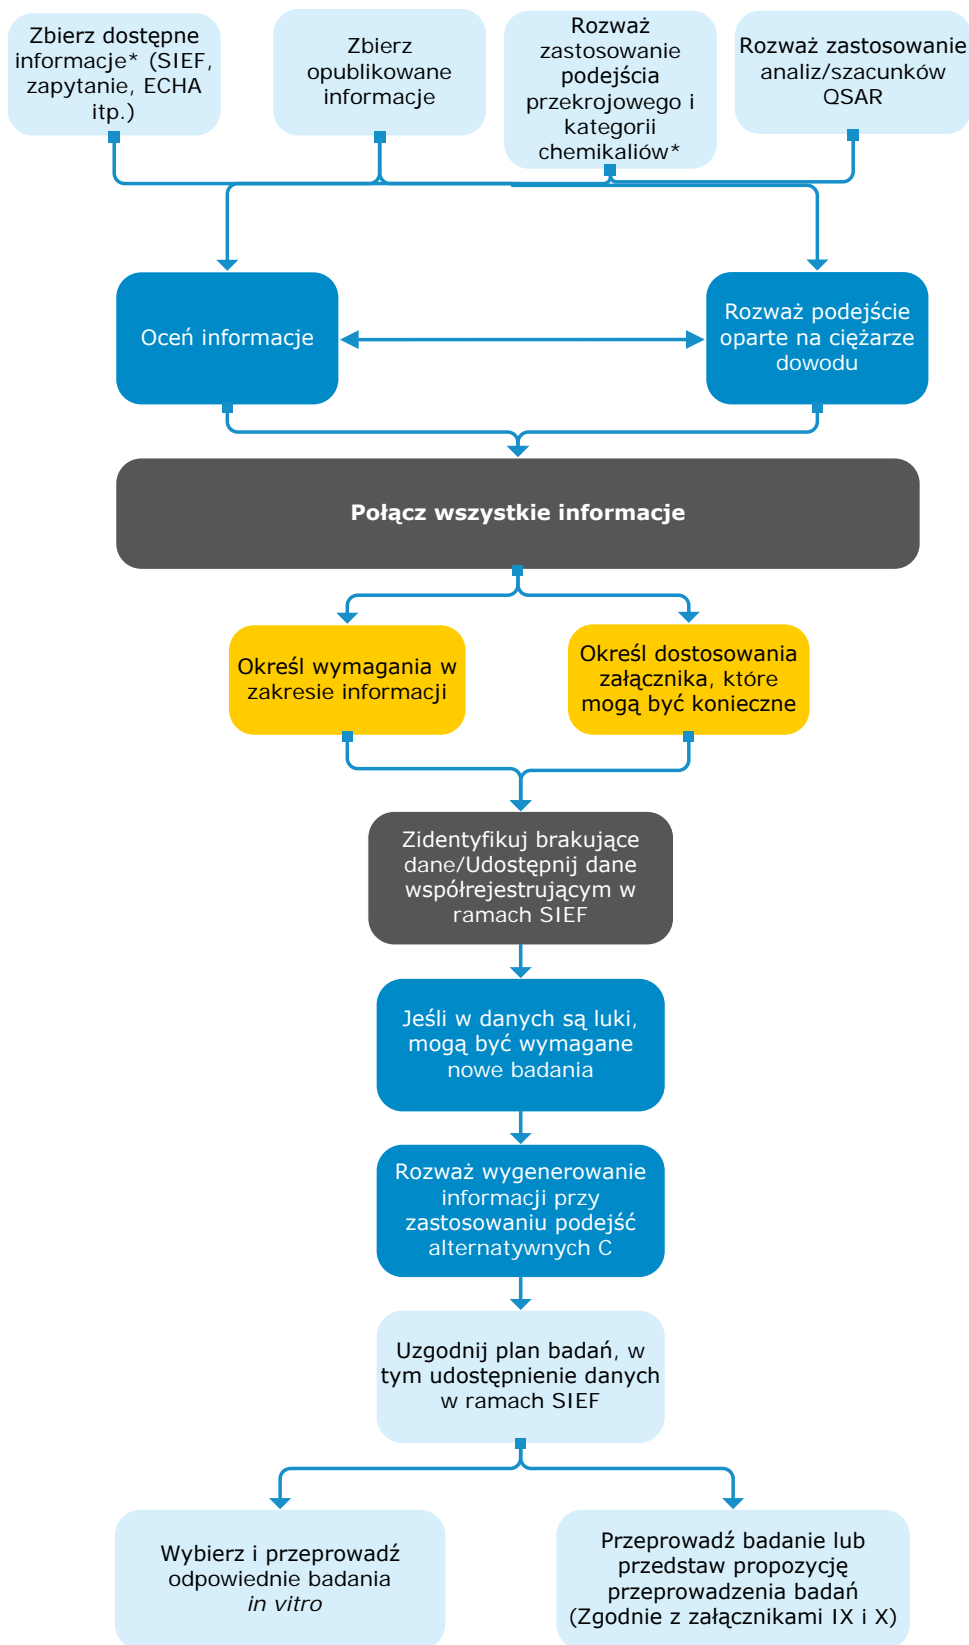 Zbierz dostępne
informacje* (SIEF,
zapytanie, ECHA
itp.)
Zbierz
opublikowane
informacje
Rozważ
zastosowanie
podejścia
przekrojowego i
kategorii
chemikaliów*
Rozważ zastosowanie
analiz/szacunków
QSAR
Oceń informacje
Rozważ podejście
oparte na ciężarze
dowodu
Połącz wszystkie informacje
Określ wymagania w
zakresie informacji
Określ dostosowania
załącznika, które
mogą być konieczne
Zidentyfikuj brakujące
dane/Udostępnij dane
współrejestrującym w
ramach SIEF
Jeśli w danych są luki,
mogą być wymagane
nowe badania
Rozważ wygenerowanie
informacji przy
zastosowaniu podejść
alternatywnych C
Uzgodnij plan badań, w
tym udostępnienie danych
w ramach SIEF
Wybierz i przeprowadź
odpowiednie badania
in vitro
Przeprowadź badanie lub
przedstaw propozycję
przeprowadzenia badań
(Zgodnie z załącznikami IX i X)